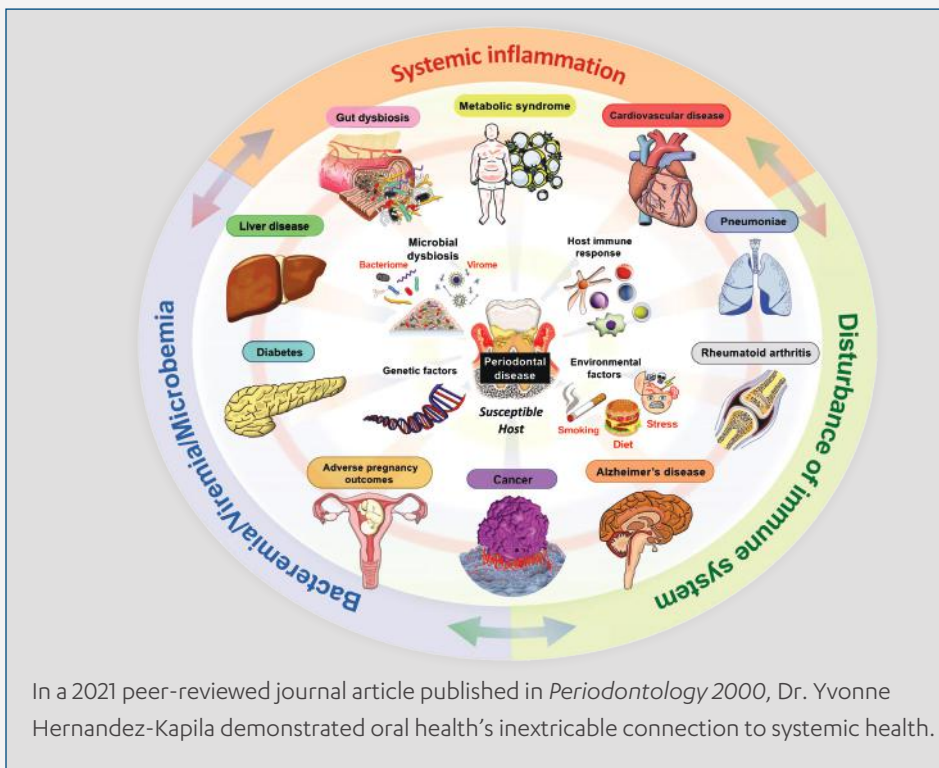 Systemic inflammation
Metabolic syndrome
Gut dysbiosis
Cardiovascular disease
Liver disease
Pneumoniae
Microbial
dysbiosis
Bacteriome
Virome
Host immune
response
Diabetes
Rheumatoid arthritis
Genetic factors
Periodontal
disease
Environmental
factors
Susceptible
Host
Smoking
Diet
Stress
Adverse pregnancy
outcomes
Cancer
Alzheimer's disease
Bacteremia/Viremia/Microbemia
Disturbance of immune system
In a 2021 peer-reviewed journal article published in Periodontology 2000, Dr. Yvonne
Hernandez-Kapila demonstrated oral health's inextricable connection to systemic health.